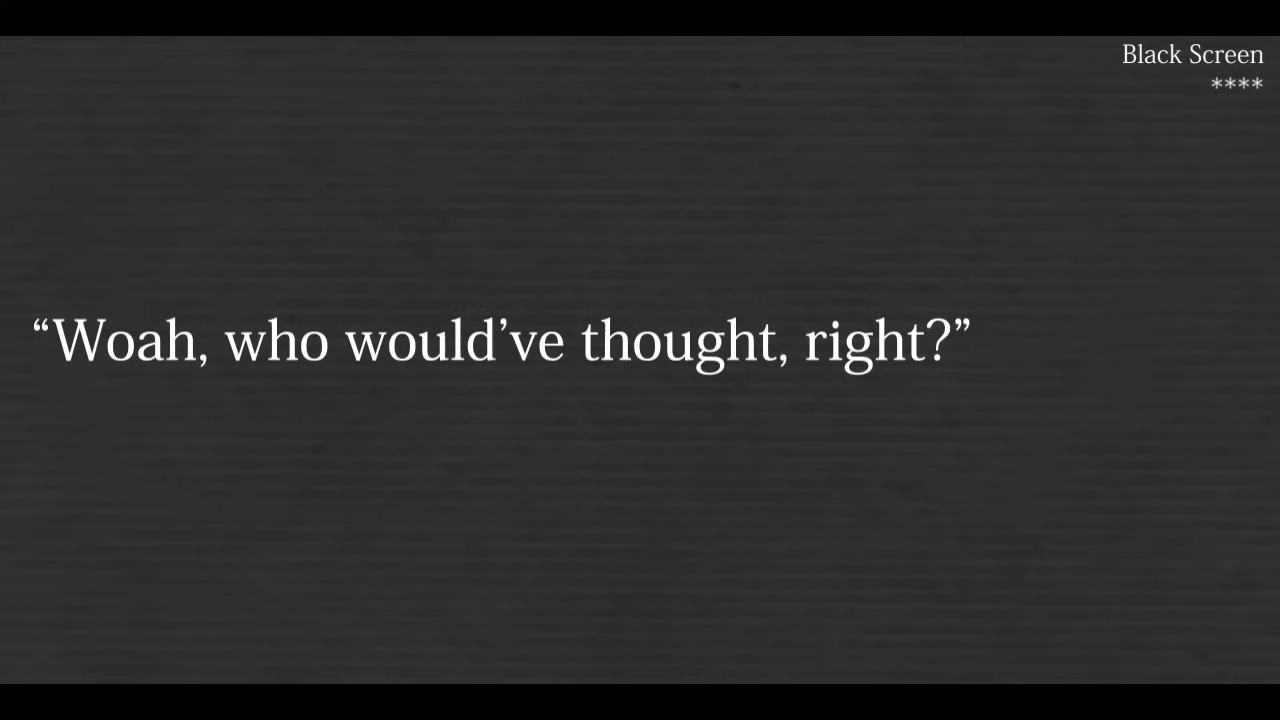 Black Screen
****
“Woah, who would’ve thought, right?”